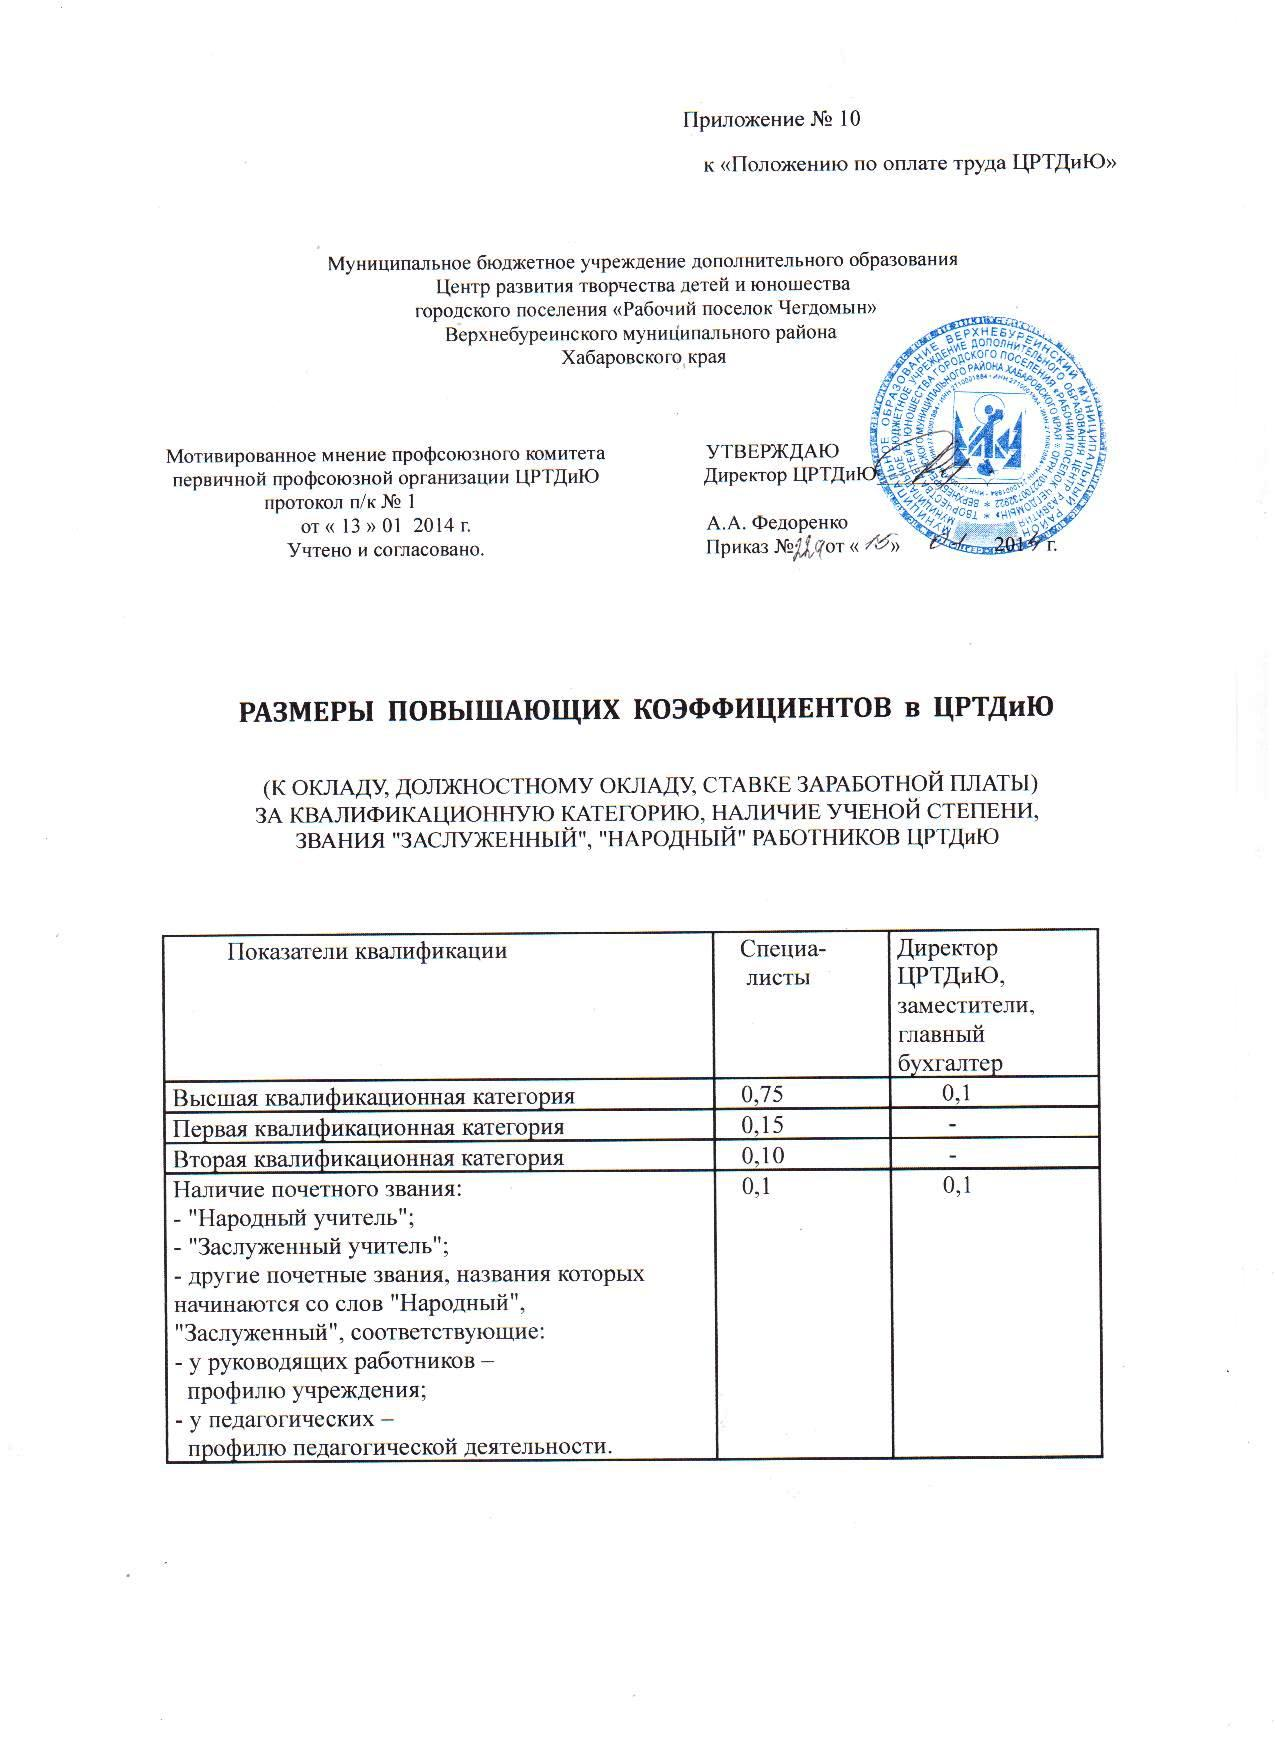 Приложение № 10
к «Положению по оплате труда ЦРТДиЮ»
Муниципальное бюджетное учреждение дополнительного образования
Центр развития творчества детей и юношества
городского поселения «Рабочий поселок Чегдомын»
Верхнебуреинского муниципального района
Хабаровского края
Мотивированное мнение профсоюзного комитета
первичной профсоюзной организации ЦРТДиЮ
протокол п/к № 1
от « 13 » 01 2014 г.
Учтено и согласовано.
УТВЕРЖДАЮ
Директор ЦРТДиЮ
А.А. Федоренко
Приказ № от « 15 » 201 г.
РАЗМЕРЫ ПОВЫШАЮЩИХ КОЭФФИЦИЕНТОВ в ЦРТДиЮ
(К ОКЛАДУ, ДОЛЖНОСТНОМУ ОКЛАДУ, СТАВКЕ ЗАРАБОТНОЙ ПЛАТЫ)
ЗА КВАЛИФИКАЦИОННУЮ КАТЕГОРИЮ, НАЛИЧИЕ УЧЕНОЙ СТЕПЕНИ,
ЗВАНИЯ "ЗАСЛУЖЕННЫЙ", "НАРОДНЫЙ" РАБОТНИКОВ ЦРТДиЮ
Показатели квалификации
Специа-
листы
Директор
ЦРТДиЮ,
заместители,
главный
бухгалтер
Высшая квалификационная категория 0,75 0,1
Первая квалификационная категория 0,15 -
Вторая квалификационная категория 0,10 -
Наличие почетного звания: 0,1 0,1
- "Народный учитель";
- "Заслуженный учитель";
- другие почетные звания, названия которых
начинаются со слов "Народный",
"Заслуженный", соответствующие:
- у руководящих работников –
профилю учреждения;
- у педагогических –
профилю педагогической деятельности.